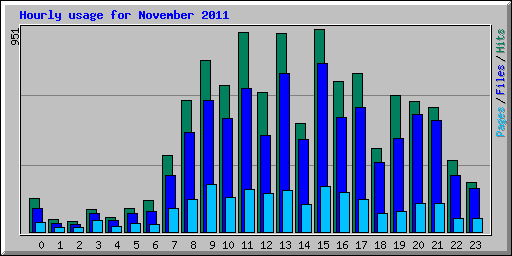 Hourly usage for November 2011
951
Pages/Files/Hits
0 1 2 3 4 5 6 7 8 9 10 11 12 13 14 15 16 17 18 19 20 21 22 23